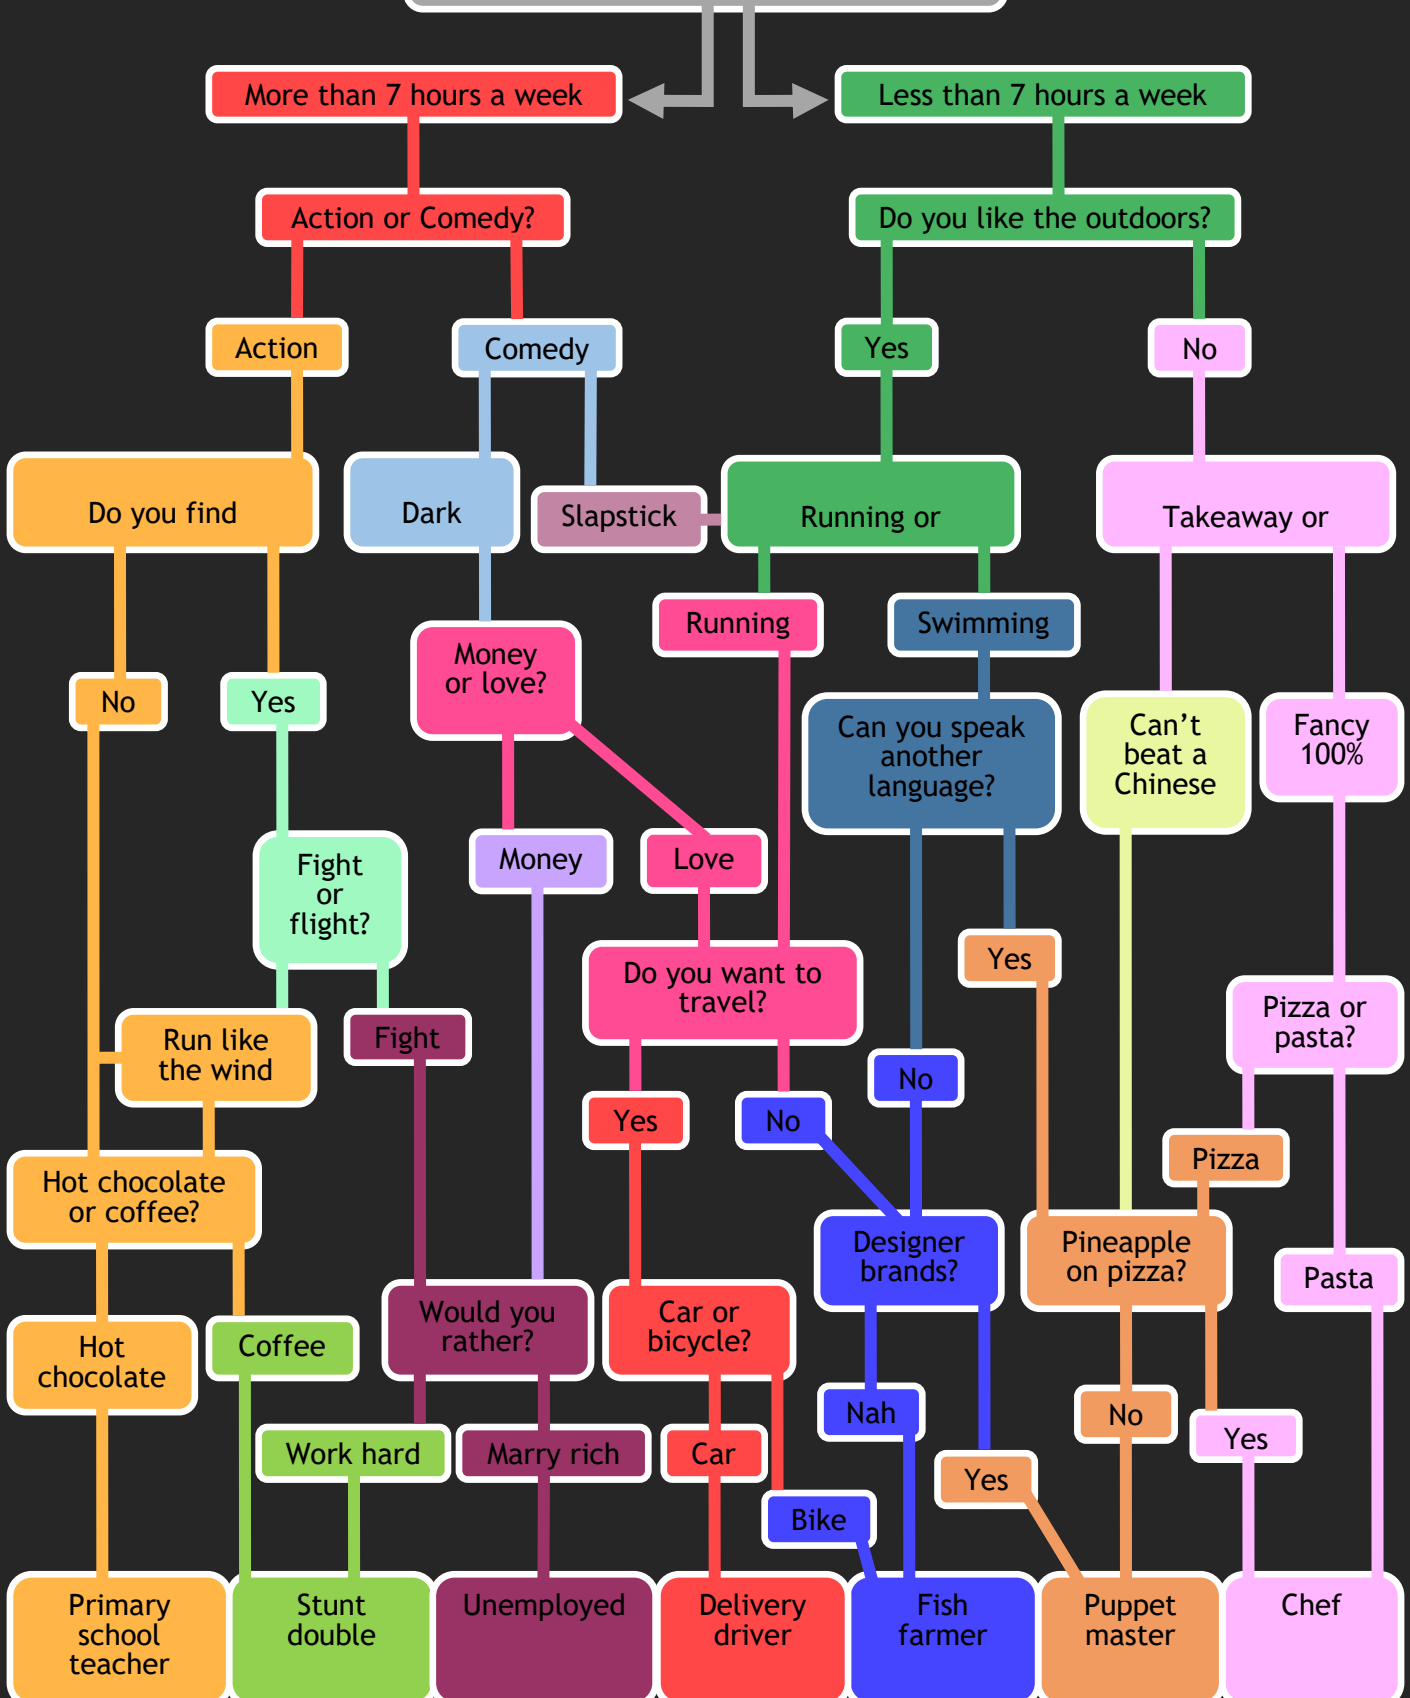 More than 7 hours a week
Less than 7 hours a week
Action or Comedy?
Do you like the outdoors?
Action
Comedy
Yes
No
Do you find
Dark
Slapstick
Running or
Takeaway or
Running
Swimming
Money
or love?
No
Yes
Can you speak
another
language?
Can't
beat a
Chinese
Fancy
100%
Fight
or
flight?
Money
Love
Yes
Do you want to
travel?
Pizza or
pasta?
Run like
the wind
Fight
No
Yes
No
Pizza
Hot chocolate
or coffee?
Designer
brands?
Pineapple
on pizza?
Pasta
Would you
rather?
Car or
bicycle?
Hot
chocolate
Coffee
Nah
No
Yes
Work hard
Marry rich
Car
Yes
Bike
Primary
school
teacher
Stunt
double
Unemployed
Delivery
driver
Fish
farmer
Puppet
master
Chef